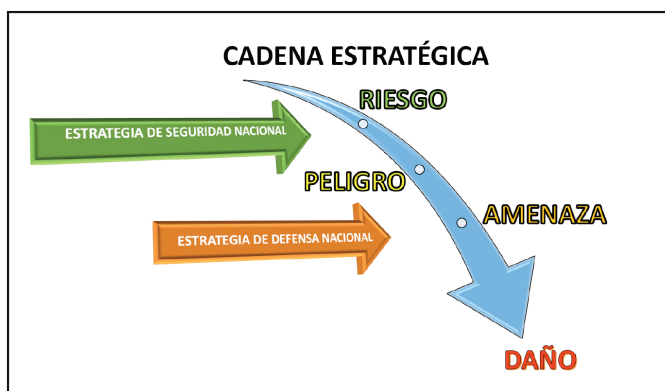 CADENA ESTRATÉGICA
RIESGO
ESTRATEGIA DE SEGURIDAD NACIONAL
PELIGRO
AMENAZA
ESTRATEGIA DE DEFENSA NACIONAL
DAÑO